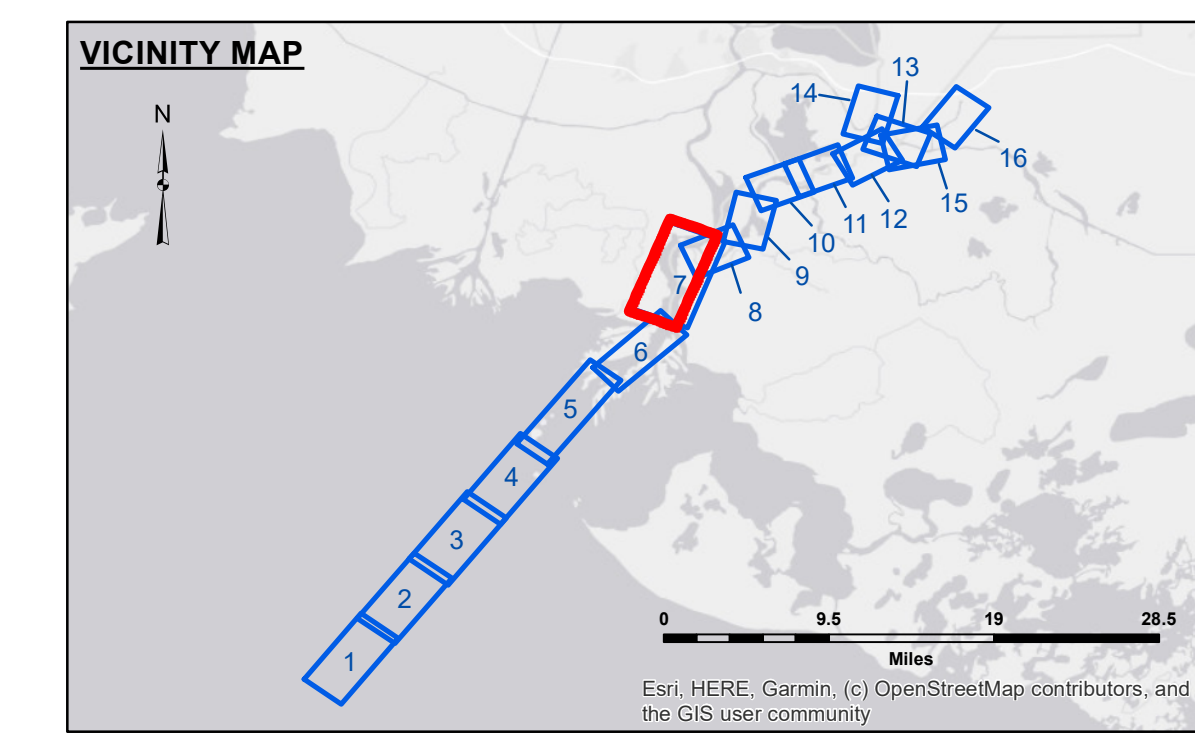 VICINITY MAP
N
13
14
16
15
12
11
10
9
8
7
6
5
4
3
2
1
0 9.5 19 28.5
Miles
Esri, HERE, Garmin, (c) OpenStreetMap contributors, and
the GIS user community